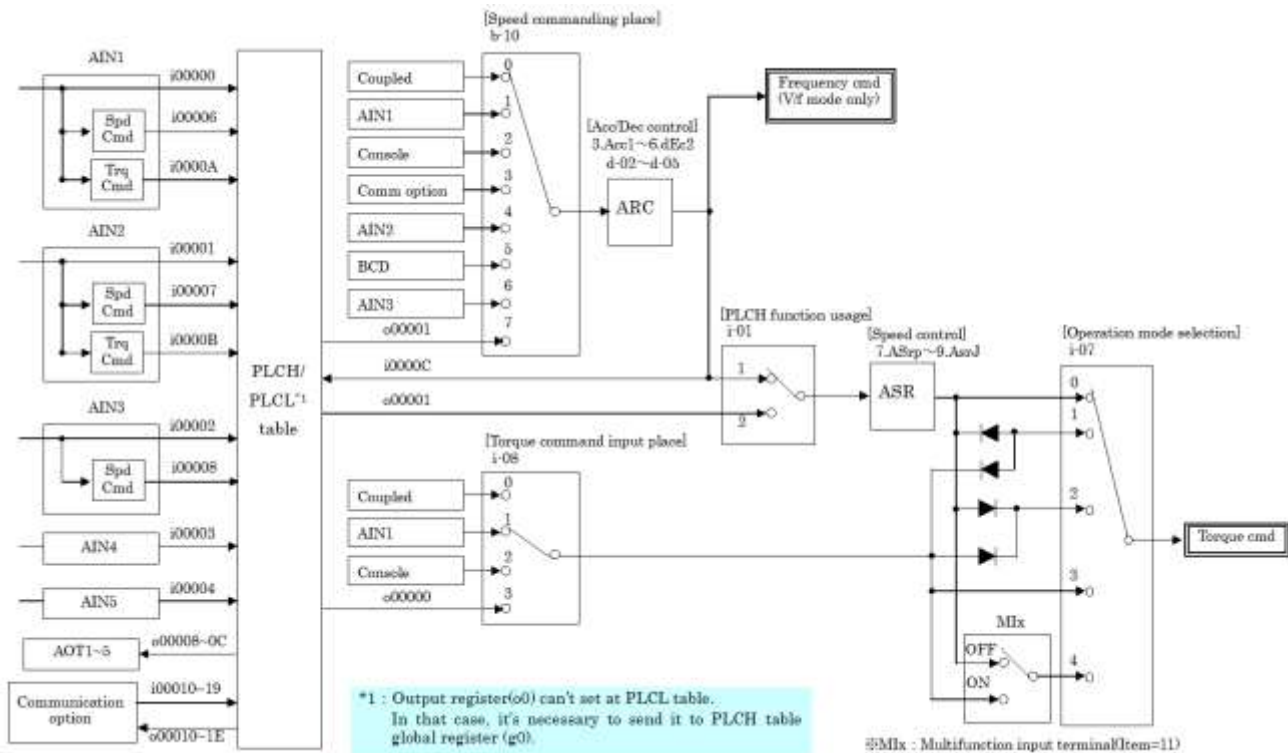 AIN1
i00000
i00006
Spd
Cmd
i0000A
Trq
Cmd
AIN2
i00001
i00007
Spd
Cmd
i0000B
Trq
Cmd
AIN3
i00002
i00008
Spd
Cmd
i00003
AIN4
i00004
AIN5
o00008~0C
AOT1~5
i00010~19
Communication
option
o00010~1E
PLCH/
PLCL*1
table
[Speed commanding place]
b-10
Coupled
0
AIN1
1
Console
2
Comm option
3
AIN2
4
BCD
5
AIN3
6
o00001
7
i0000C
o00001
[Acc/Dec control]
3.Acc1~6.dEc2
d-02~d-05
ARC
Frequency cmd
(V/f mode only)
[PLCH function usage]
i-01
1
2
[Speed control]
7.ASrp~9.AsrJ
ASR
[Operation mode selection]
i-07
0
1
2
3
4
Torque cmd
[Torque command input place]
i-08
Coupled
0
AIN1
1
Console
2
o00000
3
MIx
OFF
ON
*1 : Output register(o0) can't set at PLCL table.
In that case, it's necessary to send it to PLCH table
global register (g0).
※MIx : Multifunction input terminal(Item=11)